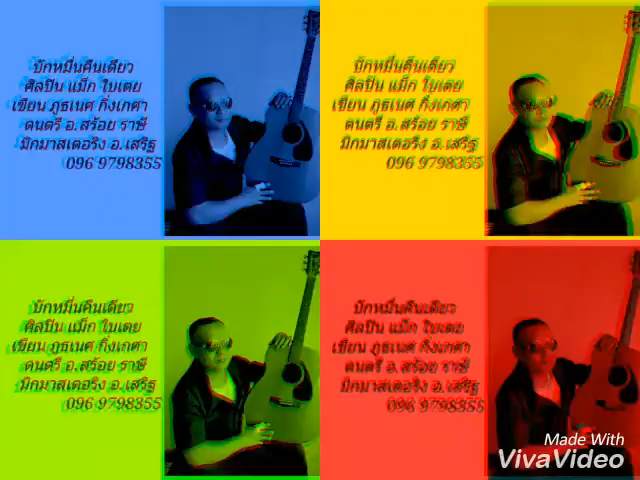 บักหมื่นคืนเดียว
ศิลปิน แม็ก ใบเตย
เขียน ภูธเนศ กิ่งเกศา
ดนตรี อ.สร้อย ราษี
มิกมาสเตอริง อ.เสริฐ
096 9798355
บักหมื่นคืนเดียว
ศิลปิน แม็ก ใบเตย
เขียน ภูธเนศ กิ่งเกศา
ดนตรี อ.สร้อย ราษี
มิกมาสเตอริง อ.เสริฐ
096 9798355
บักหมื่นคืนเดียว
ศิลปิน แม็ก ใบเตย
เขียน ภูธเนศ กิ่งเกศา
ดนตรี อ.สร้อย ราษี
มิกมาสเตอริง อ.เสริฐ
096 9798355
บักหมื่นคืนเดียว
ศิลปิน แม็ก ใบเตย
เขียน ภูธเนศ กิ่งเกศา
ดนตรี อ.สร้อย ราษี
มิกมาสเตอริง อ.เสริฐ
096 9798355
Made With
VivaVideo